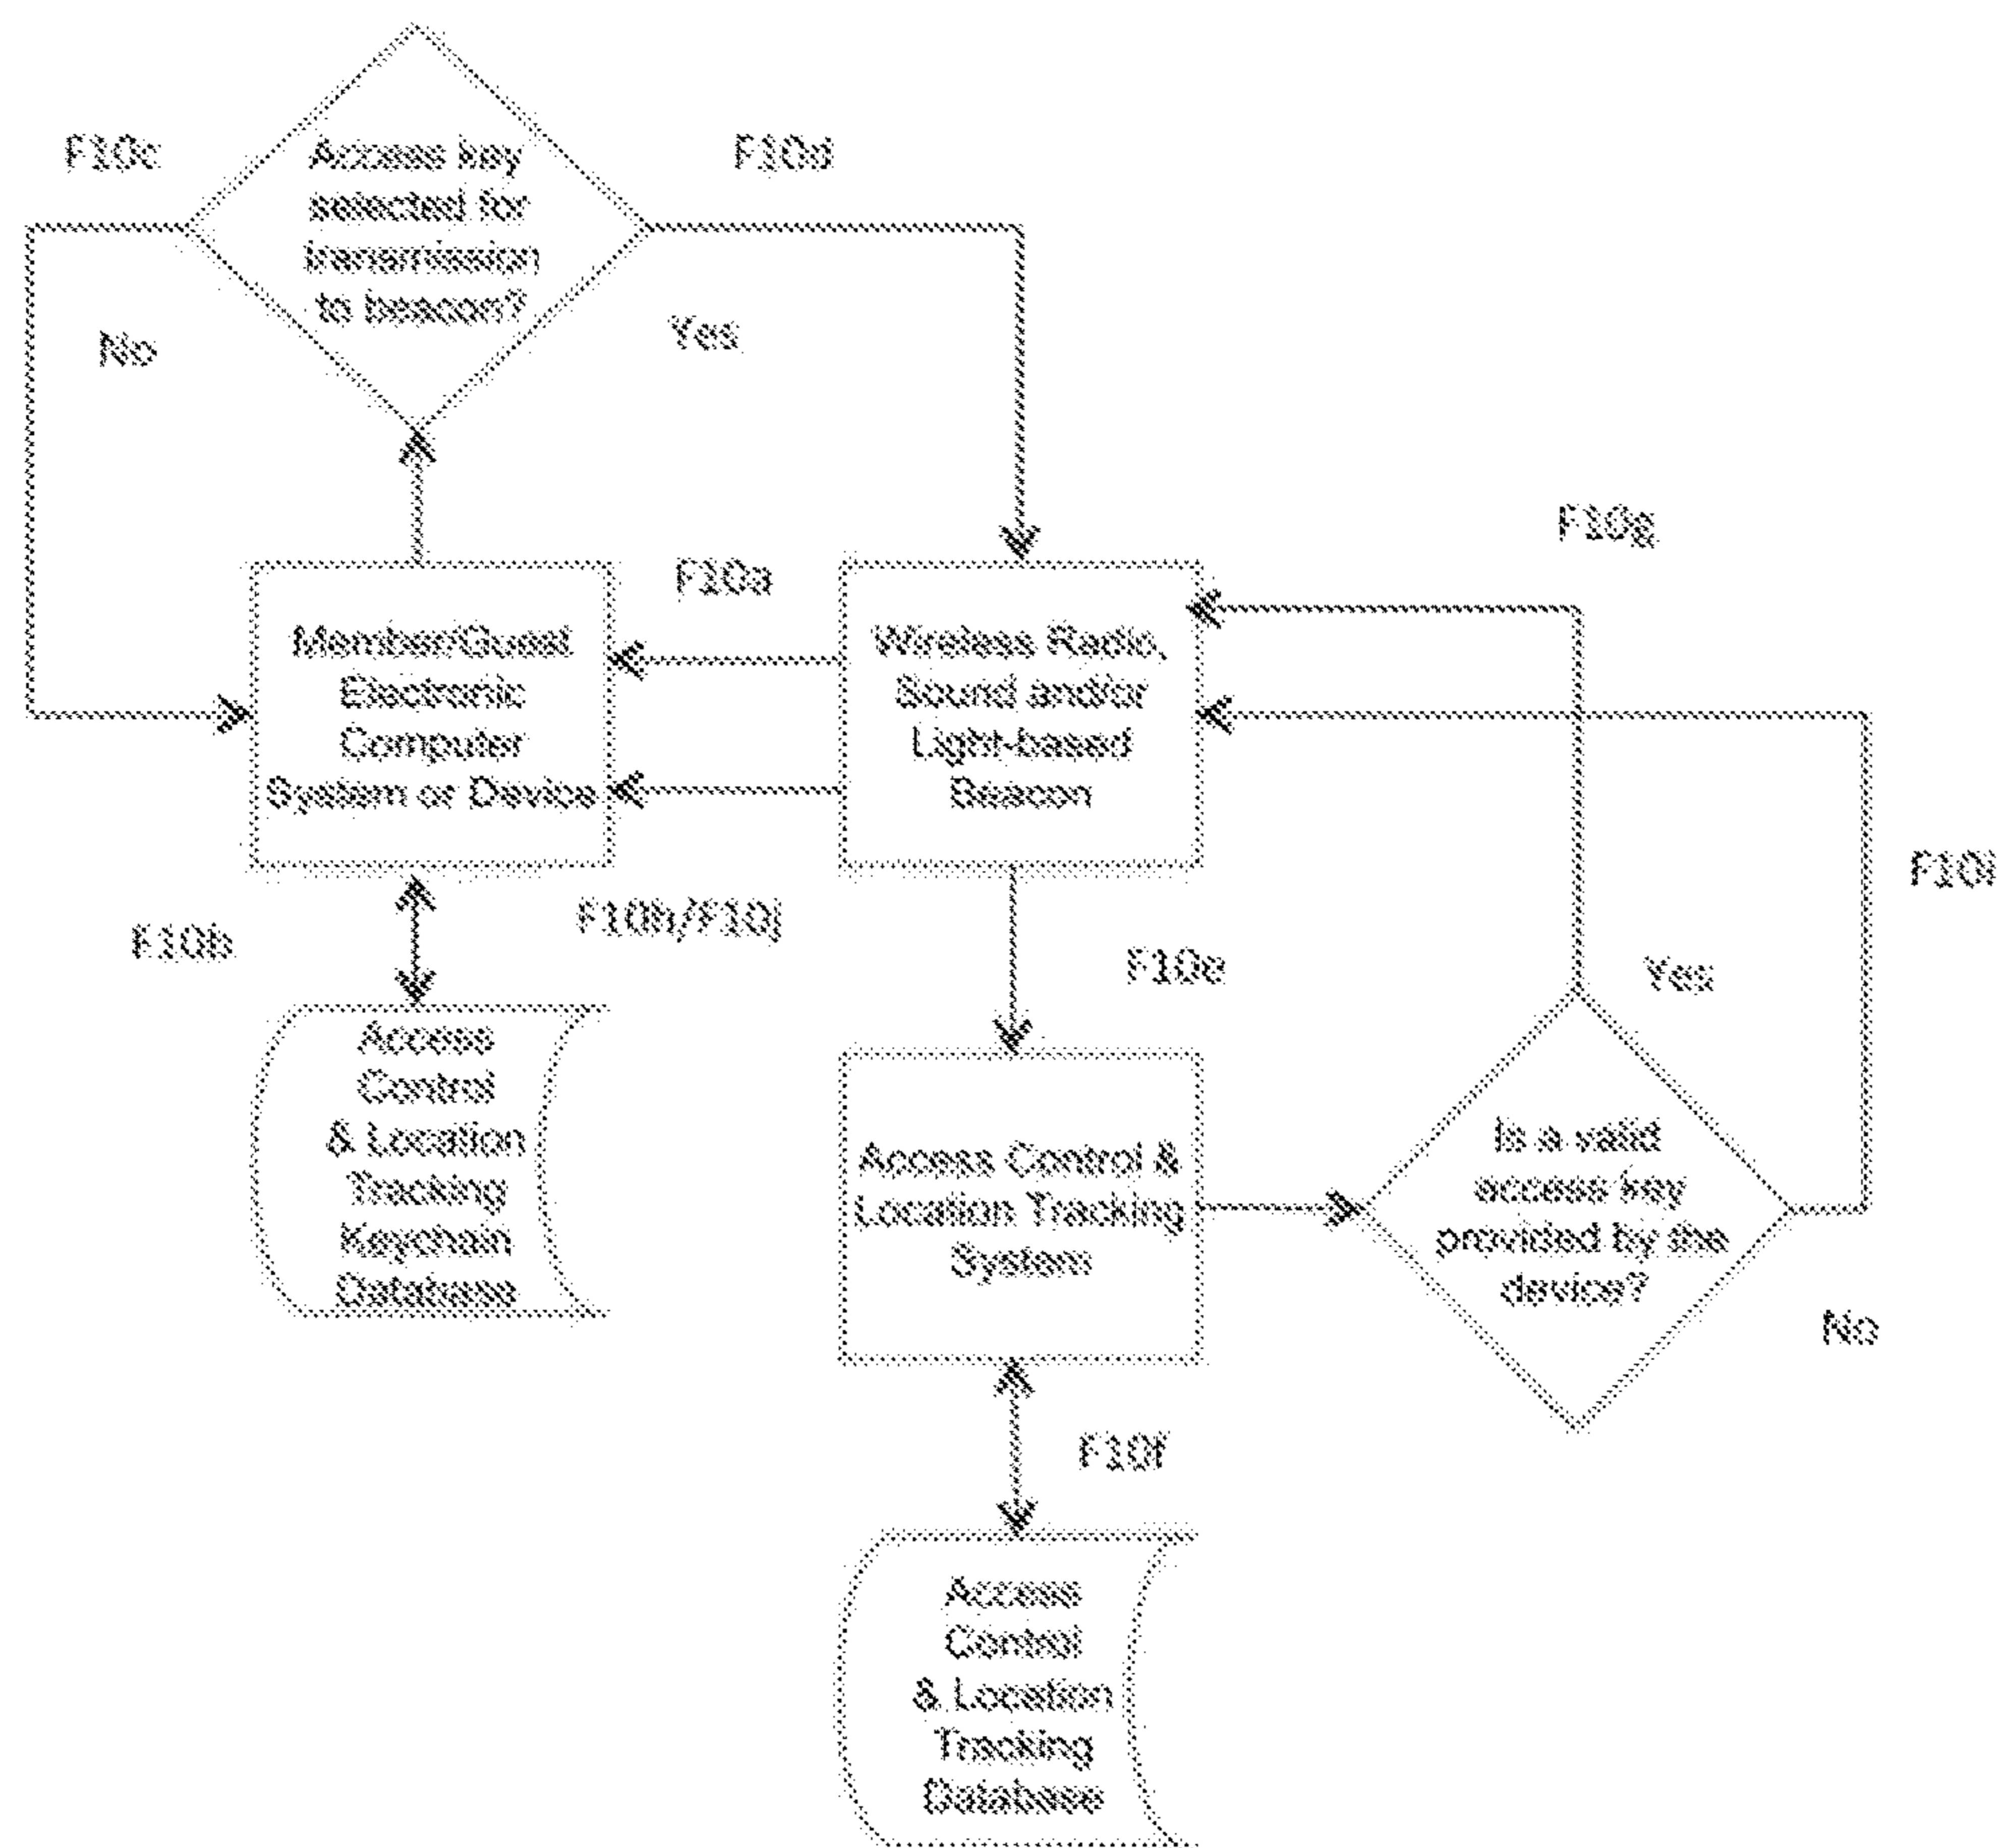 F10c
Access key
selected for
transmission
to beacon?
F10d
No
Yes
F10g
F10a
Member/Guest
Electronic
Computer
System or Device
Wireless Radio,
Sound and/or
Light-based
Beacon
F10i
F10b
F10h/F10j
F10e
Yes
Access
Control
& Location
Tracking
Keychain
Database
Access Control &
Location Tracking
System
Is a valid
access key
provided by the
device?
No
F10f
Access
Control
& Location
Tracking
Database